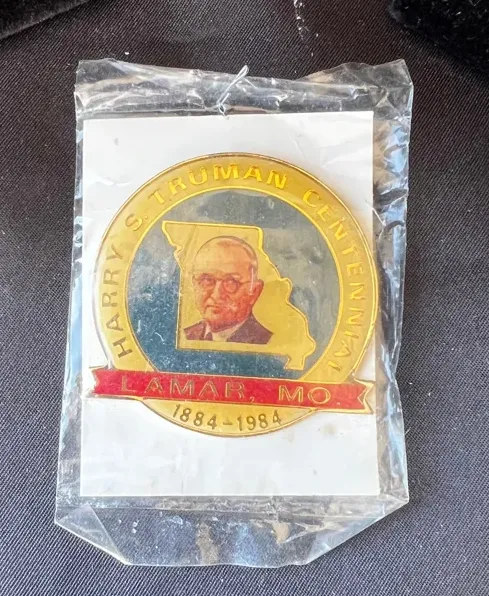 HARRY S. TRUMAN CENTENNIAL
LAMAR, MO
1884-1984